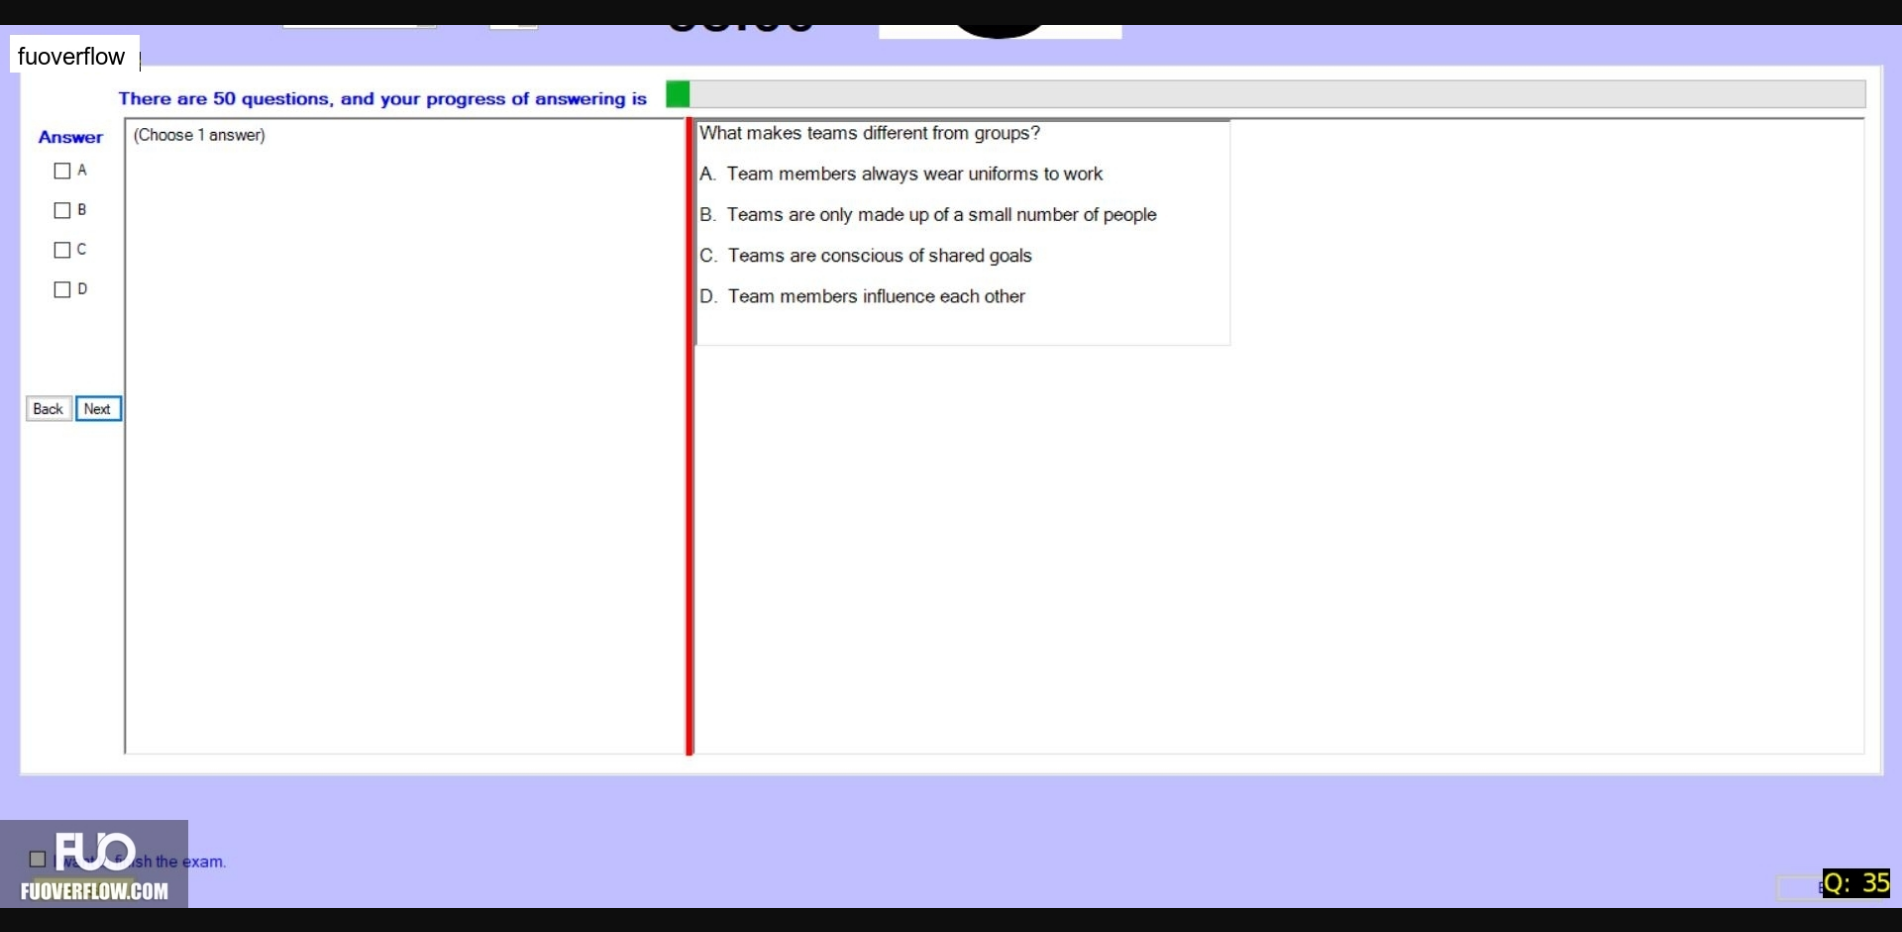 fuoverflow
There are 50 questions, and your progress of answering is
Answer
(Choose 1 answer)
A
B
C
D
Back
Next
What makes teams different from groups?
A. Team members always wear uniforms to work
B. Teams are only made up of a small number of people
C. Teams are conscious of shared goals
D. Team members influence each other
FUO
sh the exam.
FUOVERFLOW.COM
Q: 35